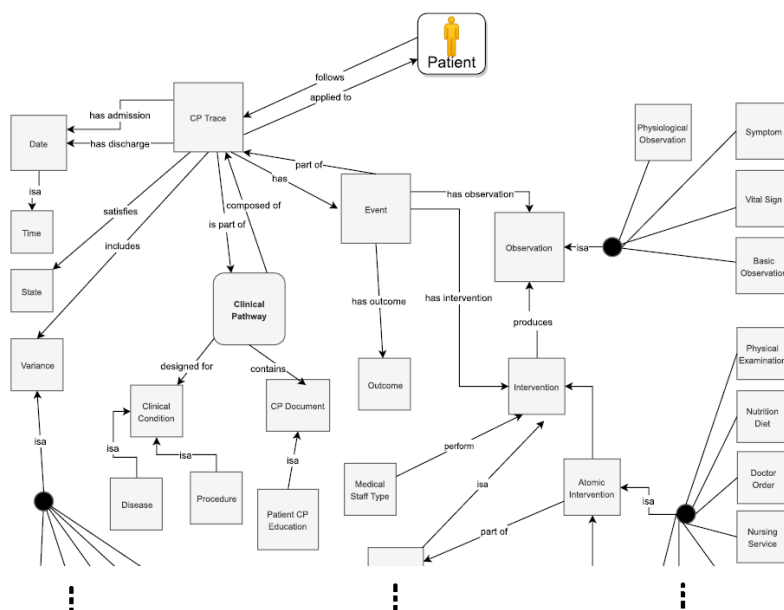 Patient
follows
applied to
CP Trace
has admission
has discharge
Date
isa
Time
satisfies
State
includes
Variance
isa
is part of
composed of
has
part of
Event
has observation
Observation
isa
Physiological
Observation
Symptom
Vital Sign
Basic
Observation
Clinical
Pathway
has outcome
has intervention
produces
designed for
contains
Outcome
Intervention
Clinical
Condition
CP Document
isa
isa
isa
Disease
Procedure
Patient CP
Education
perform
Medical
Staff Type
isa
part of
Atomic
Intervention
isa
Physical
Examination
Nutrition
Diet
Doctor
Order
Nursing
Service